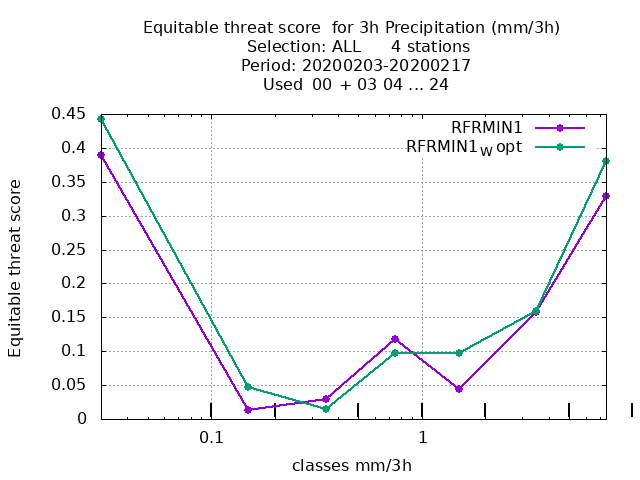 Equitable threat score  for 3h Precipitation (mm/3h)
Selection: ALL      4 stations
Period: 20200203-20200217
Used  00 + 03 04 ... 24
RFRMIN1
RFRMIN1W opt
0.45
0.4
0.35
0.3
0.25
0.2
0.15
0.1
0.05
0
Equitable threat score
0.1
1
classes mm/3h